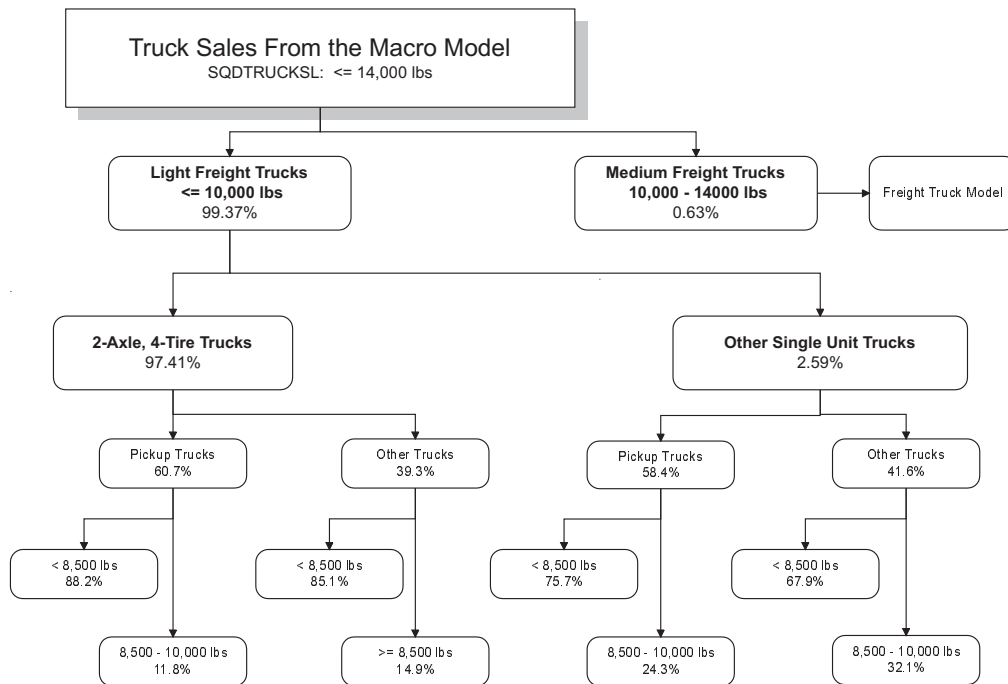 Truck Sales From the Macro Model
SQDTRUCKSL: <= 14,000 lbs
Light Freight Trucks
<= 10,000 lbs
99.37%
Medium Freight Trucks
10,000 - 14000 lbs
0.63%
Freight Truck Model
2-Axle, 4-Tire Trucks
97.41%
Other Single Unit Trucks
2.59%
Pickup Trucks
60.7%
Other Trucks
39.3%
Pickup Trucks
58.4%
Other Trucks
41.6%
< 8,500 lbs
88.2%
< 8,500 lbs
85.1%
< 8,500 lbs
75.7%
< 8,500 lbs
67.9%
8,500 - 10,000 lbs
11.8%
>= 8,500 lbs
14.9%
8,500 - 10,000 lbs
24.3%
8,500 - 10,000 lbs
32.1%